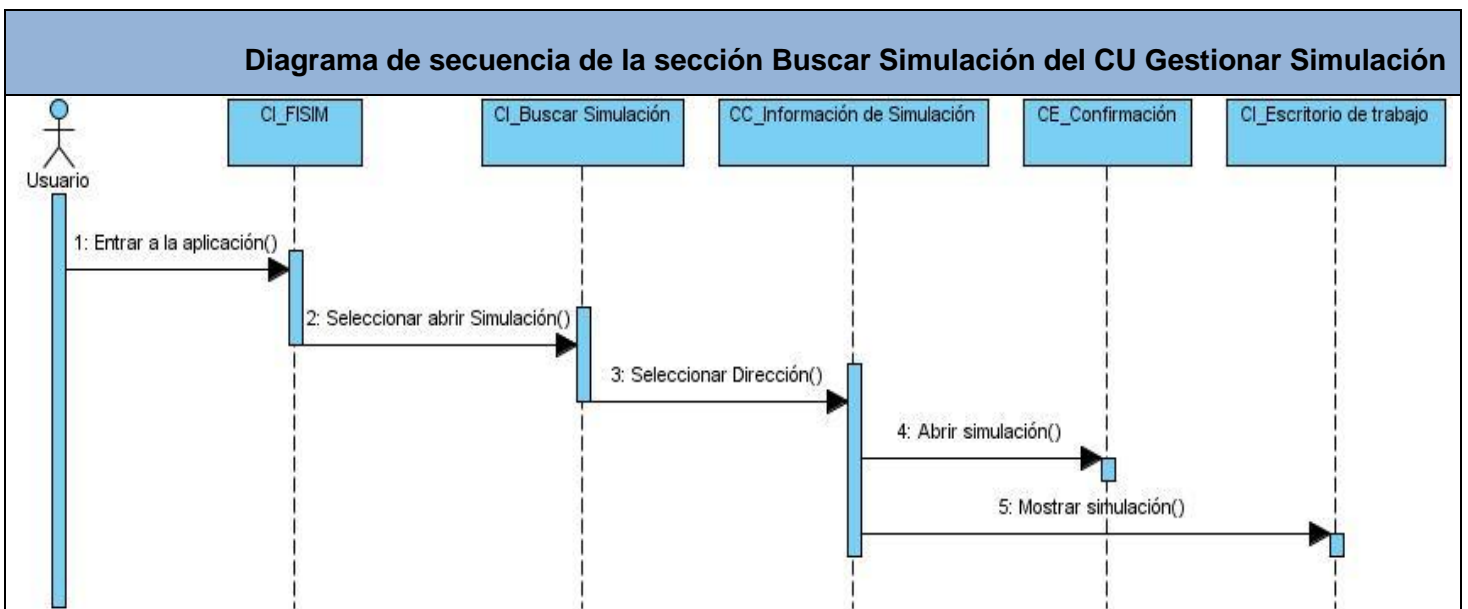 Diagrama de secuencia de la sección Buscar Simulación del CU Gestionar Simulación
CI_FISIM
CI_Buscar Simulación
CC_Información de Simulación
CE_Confirmación
CI_Escritorio de trabajo
Usuario
1: Entrar a la aplicación()
2: Seleccionar abrir Simulación()
3: Seleccionar Dirección()
4: Abrir simulación()
5: Mostrar simulación()